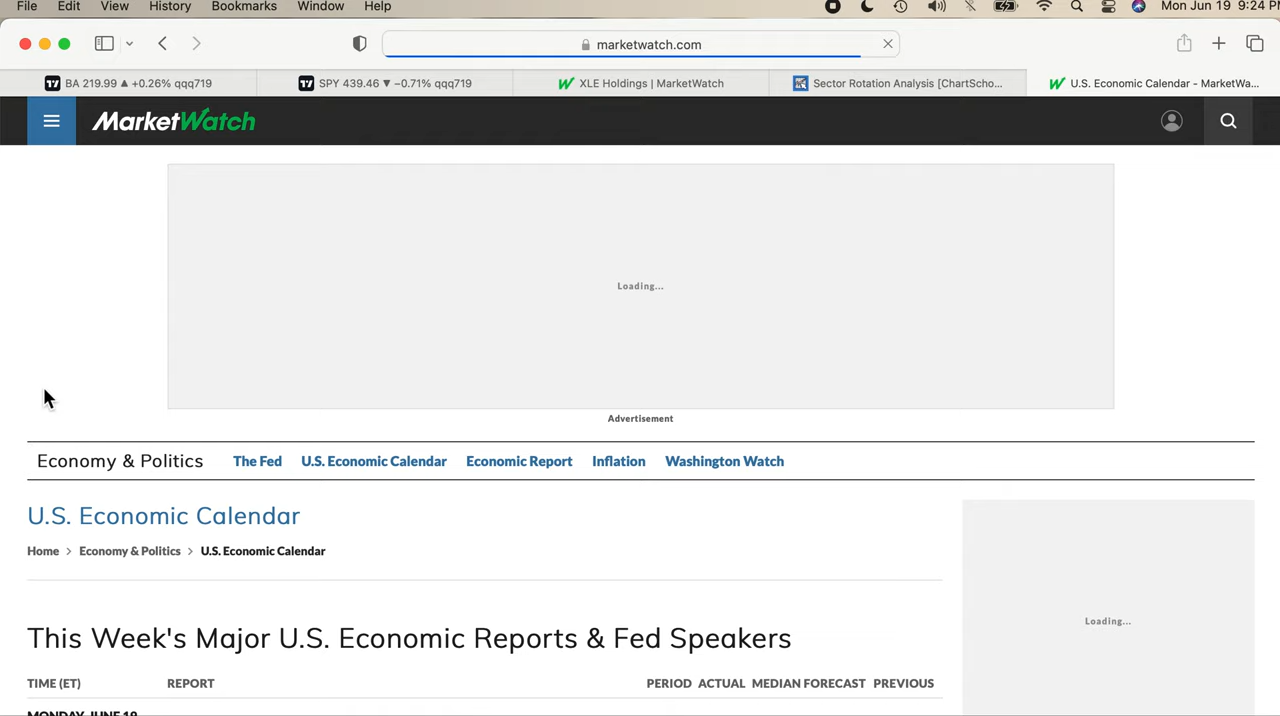 File Edit View History Bookmarks Window Help Mon Jun 19 9:24 PM
marketwatch.com
BA 219.99 ▲ +0.26% qqq719 SPY 439.46 ▼ −0.71% qqq719 XLE Holdings | MarketWatch Sector Rotation Analysis [ChartScho... U.S. Economic Calendar - MarketWa...
MarketWatch
Loading...
Advertisement
Economy & Politics The Fed U.S. Economic Calendar Economic Report Inflation Washington Watch
U.S. Economic Calendar
Home > Economy & Politics > U.S. Economic Calendar
Loading...
This Week's Major U.S. Economic Reports & Fed Speakers
TIME (ET) REPORT PERIOD ACTUAL MEDIAN FORECAST PREVIOUS
MONDAY, JUNE 19